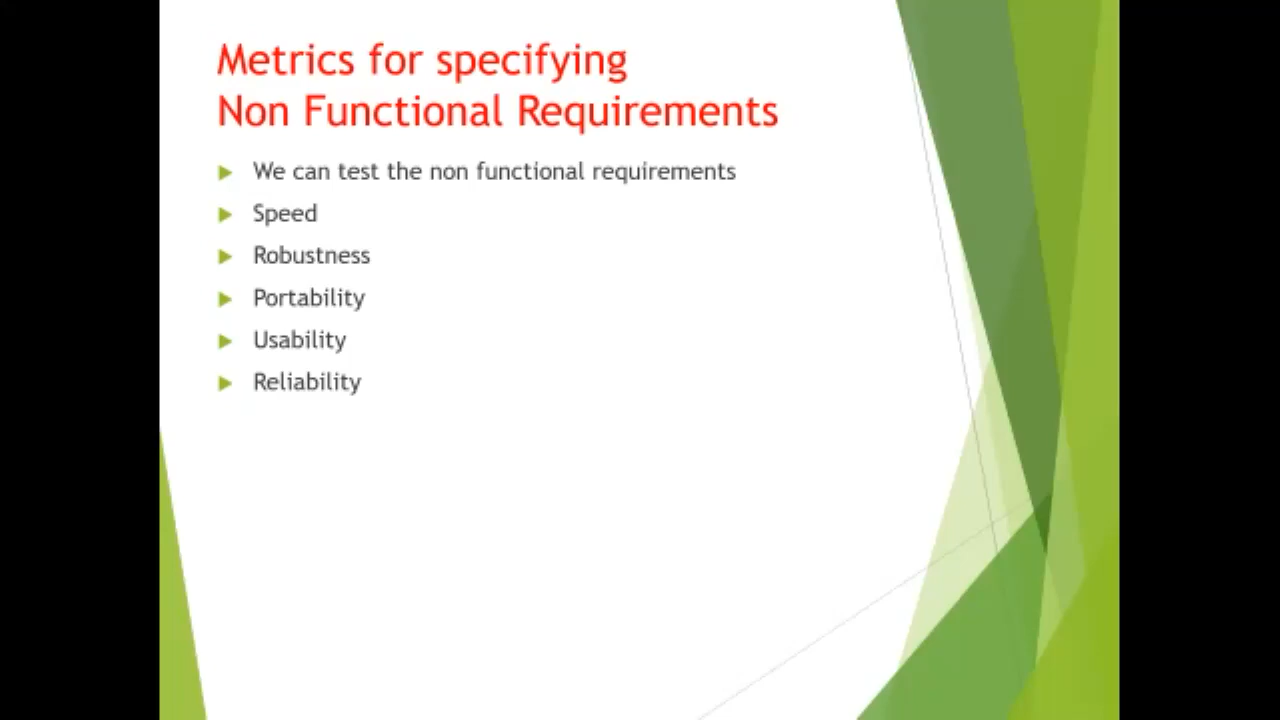 Metrics for specifying
Non Functional Requirements
We can test the non functional requirements
Speed
Robustness
Portability
Usability
Reliability